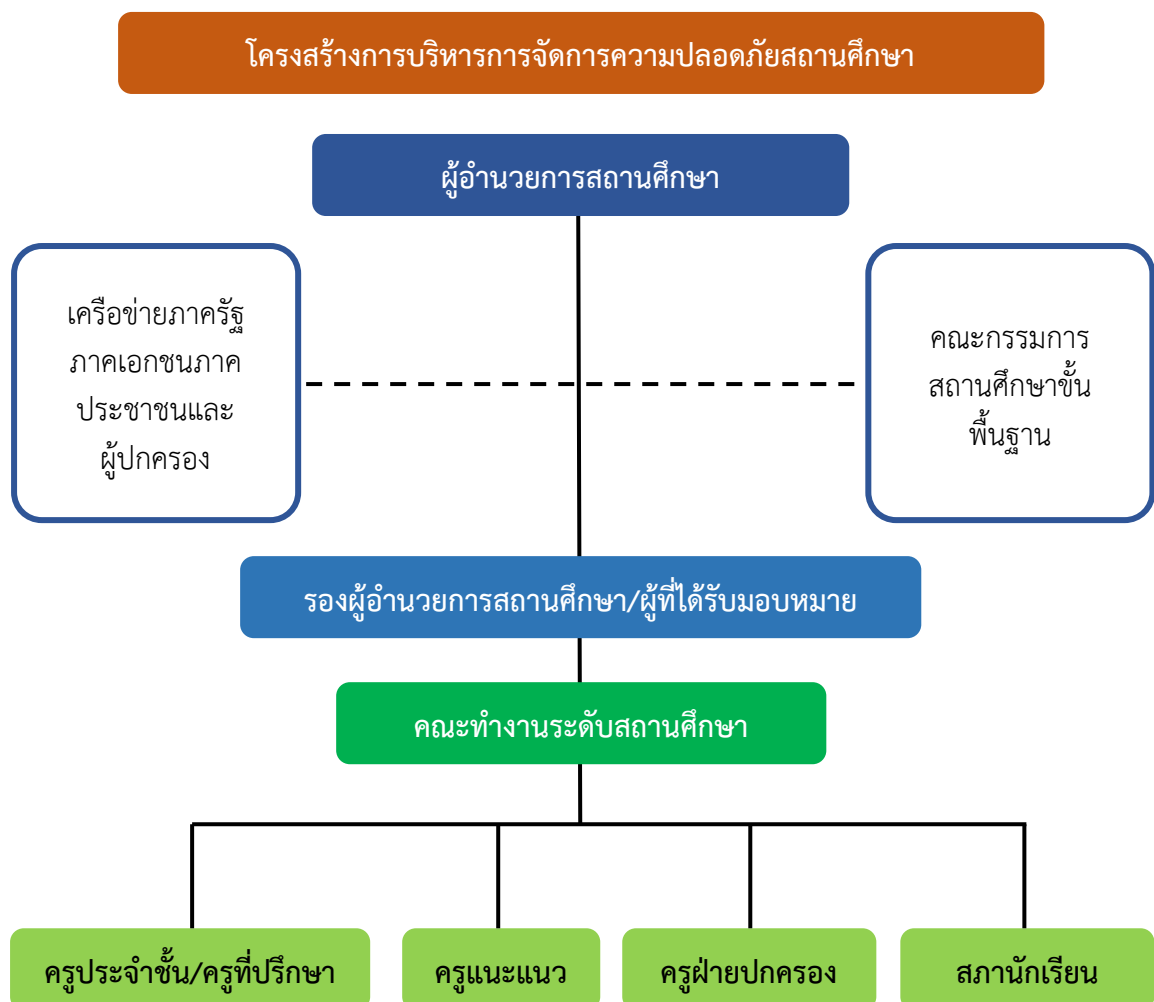 โครงสร้างการบริหารการจัดการความปลอดภัยสถานศึกษา
ผู้อำนวยการสถานศึกษา
เครือข่ายภาครัฐ
ภาคเอกชนภาค
ประชาชนและ
ผู้ปกครอง
คณะกรรมการ
สถานศึกษาขั้น
พื้นฐาน
รองผู้อำนวยการสถานศึกษา/ผู้ที่ได้รับมอบหมาย
คณะทำงานระดับสถานศึกษา
ครูประจำชั้น/ครูที่ปรึกษา
ครูแนะแนว
ครูฝ่ายปกครอง
สภานักเรียน